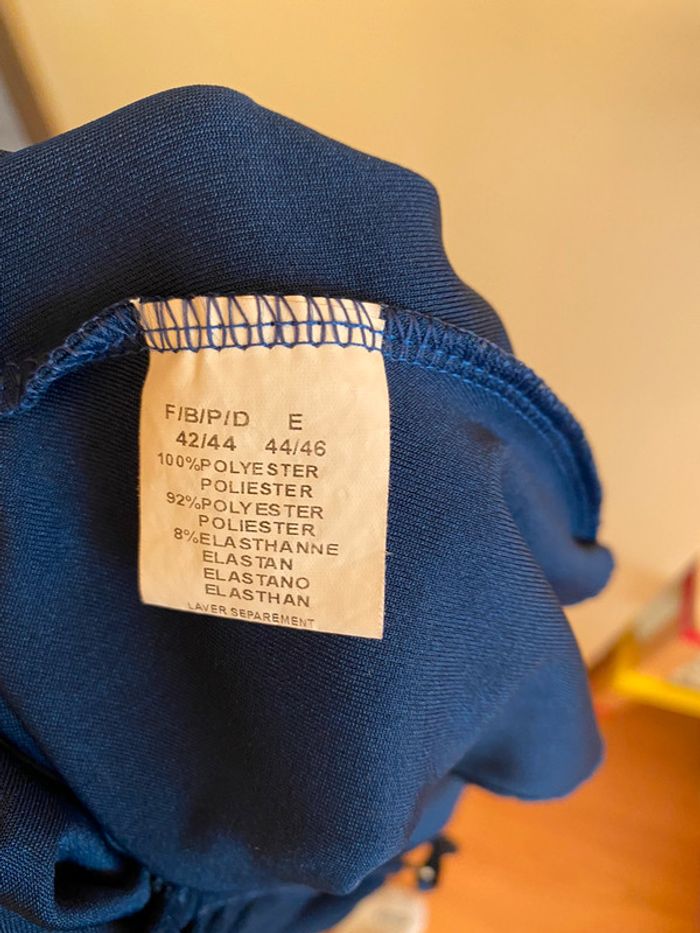 F/B/P/D E
42/44 44/46
100%POLYESTER
POLIESTER
92%POLYESTER
POLIESTER
8%ELASTHANNE
ELASTAN
ELASTANO
ELASTHAN
LAVER SEPAREMENT